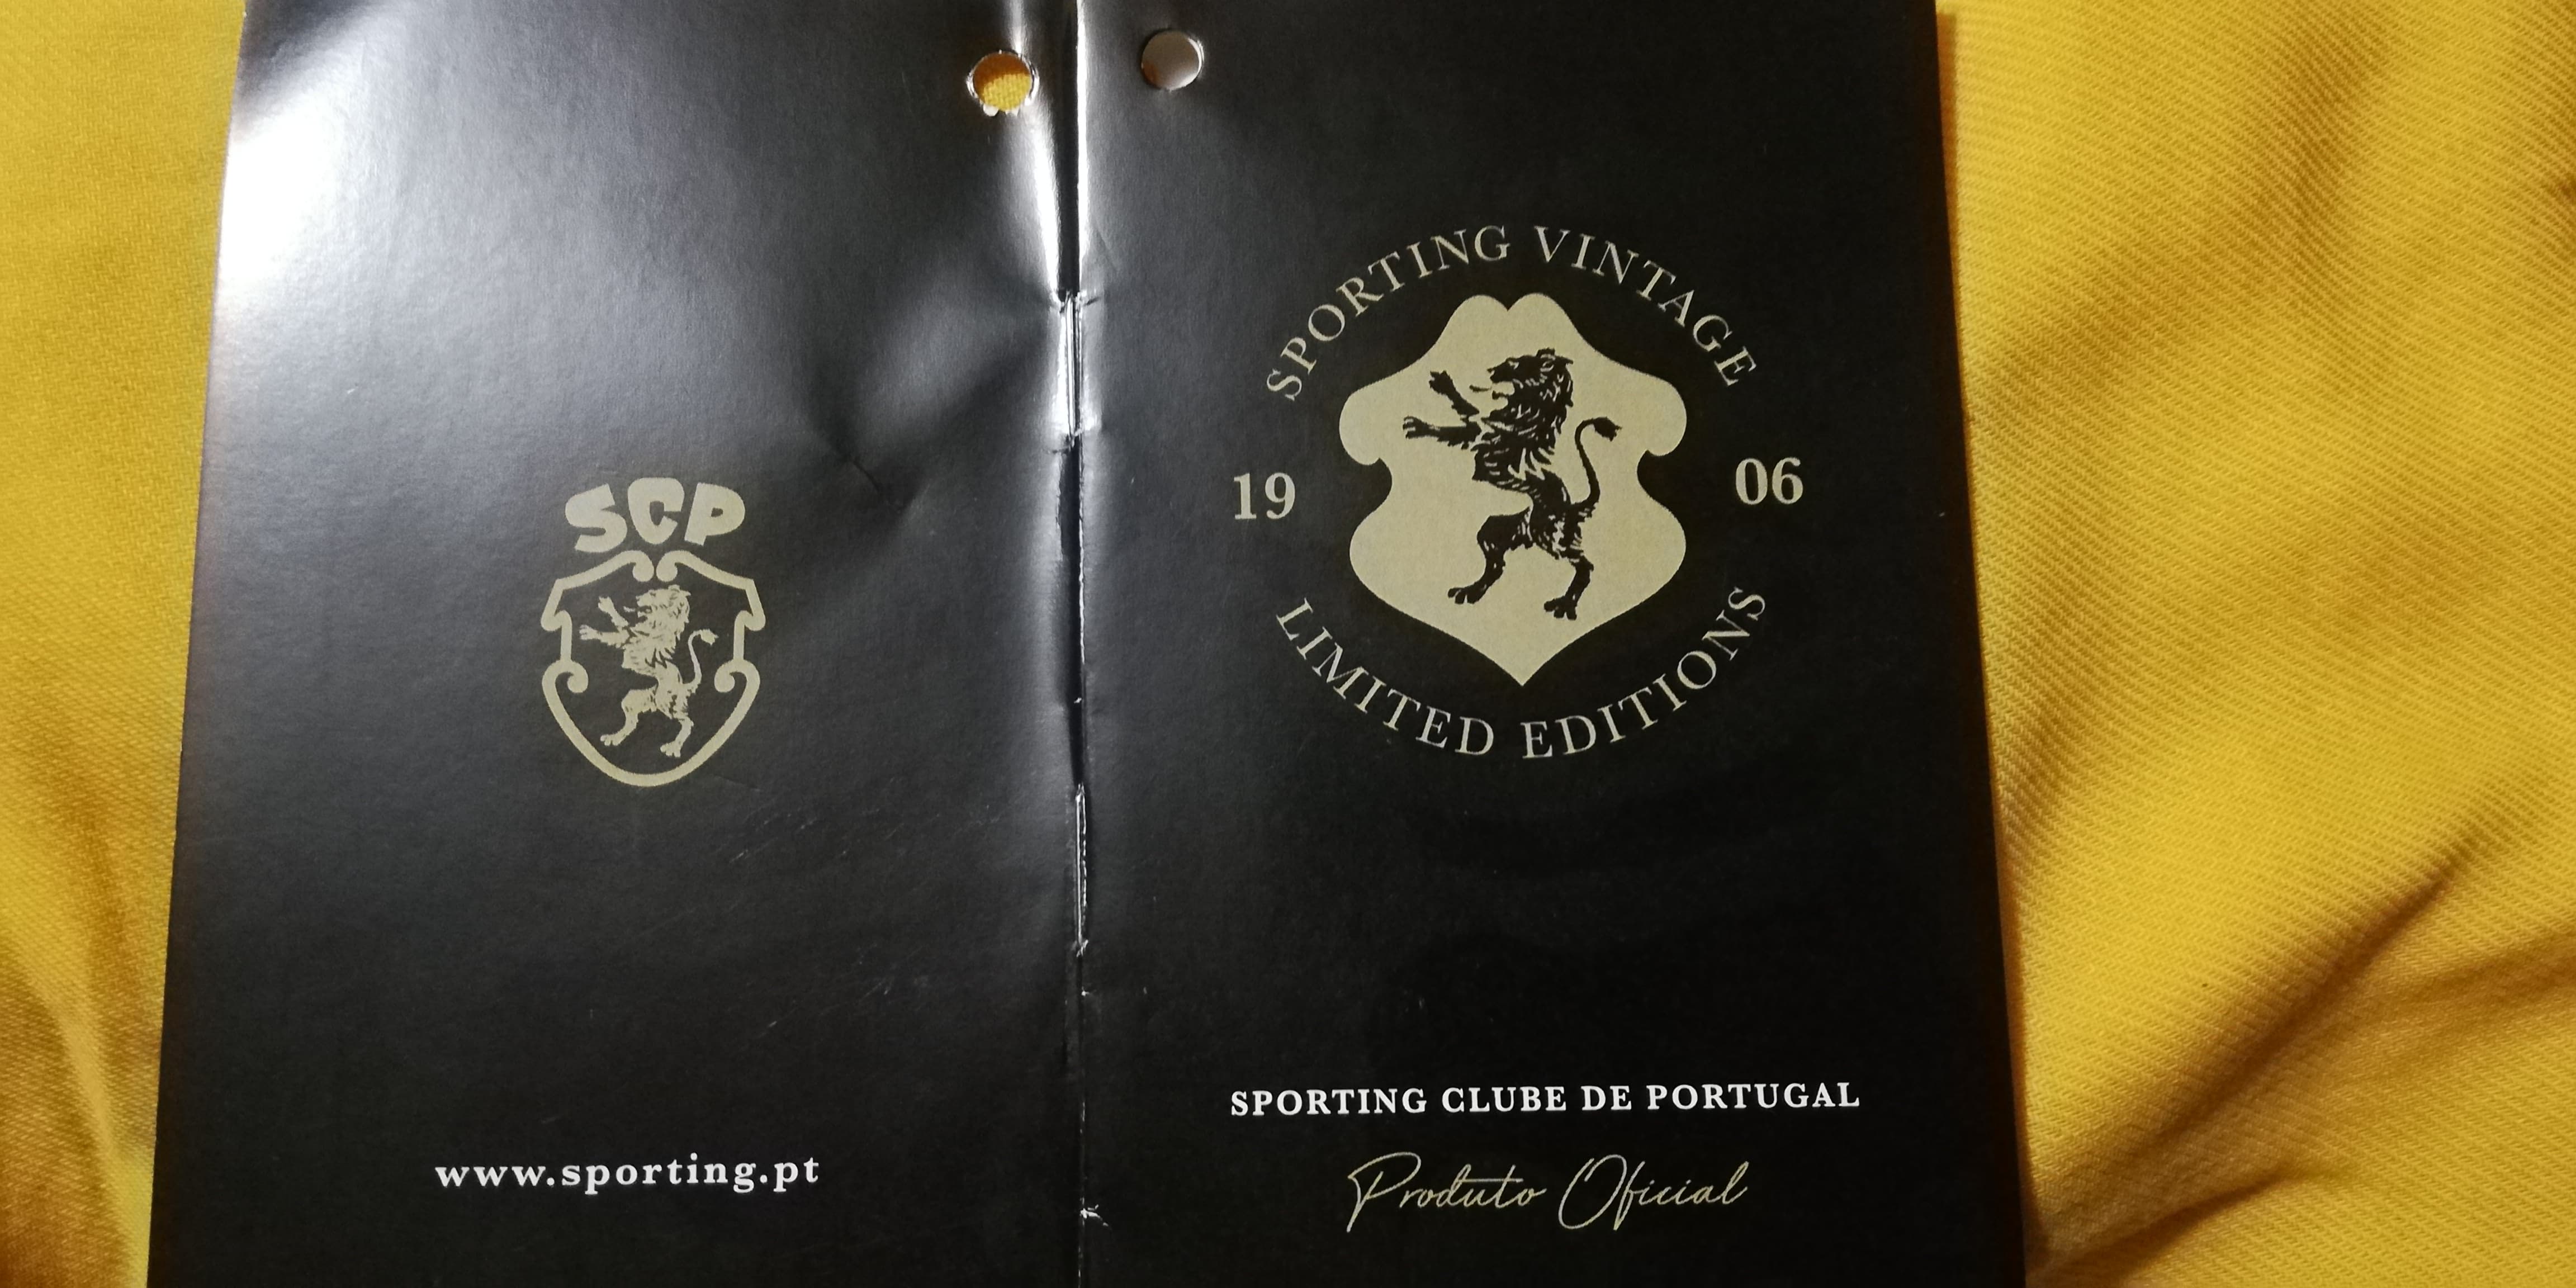 SCP
www.sporting.pt
SPORTING VINTAGE
19 06
LIMITED EDITIONS
SPORTING CLUBE DE PORTUGAL
Produto Oficial